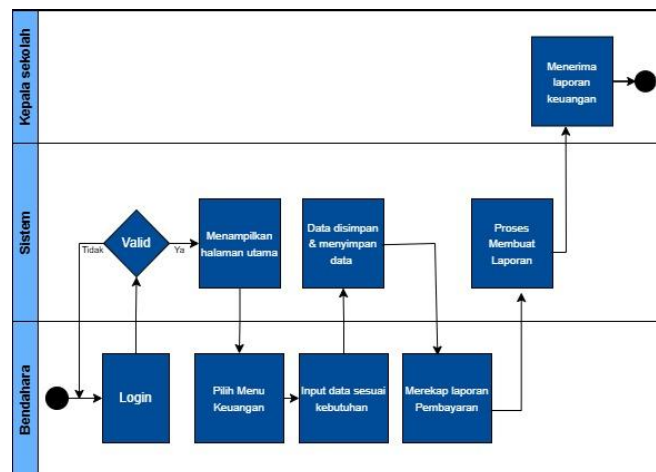 Kepala sekolah
Menerima
laporan
keuangan
Sistem
Tidak
Valid
Ya
Menampilkan
halaman utama
Data disimpan
& menyimpan
data
Proses
Membuat
Laporan
Bendahara
Login
Pilih Menu
Keuangan
Input data sesuai
kebutuhan
Merekap laporan
Pembayaran